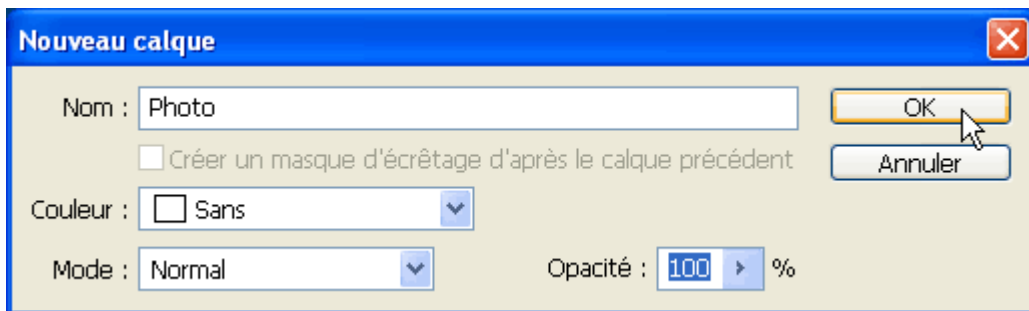 Nouveau calque
Nom : Photo
OK
Créer un masque d'écrêtage d'après le calque précédent
Annuler
Couleur : Sans
Mode : Normal
Opacité : 100 %